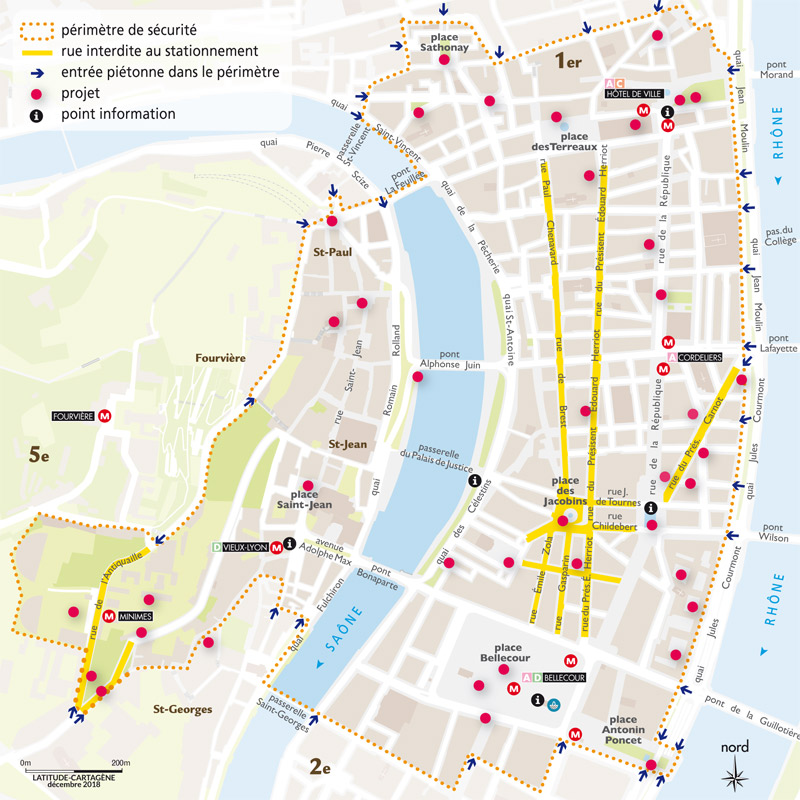 périmètre de sécurité
rue interdite au stationnement
entrée piétonne dans le périmètre
projet
point information
place
Sathonay
1er
pont
Morand
RHÔNE
quai
Jean
Moulin
A C
HÔTEL DE VILLE
M
M
i
place
des Terreaux
quai
Saint-Vincent
passerelle
St-Vincent
quai
Pierre
Scize
pont
La Feuillée
quai
de
la
Pêcherie
rue
Paul
Chenavard
rue
du
Présisent
Édouard
Herriot
rue
de
la
République
pas. du
Collège
quai
Jean
Moulin
St-Paul
quai St-Antoine
pont
Lafayette
M
A CORDELIERS
M
Fourvière
rue
Saint-
Jean
quai
Romain
Rolland
pont
Alphonse Juin
rue
de
Brest
rue
du
Présisent
Édouard
Herriot
rue
de
la
République
rue du Prés. Carnot
quai
Jules
Courmont
FOURVIÈRE M
5e
St-Jean
passerelle
du Palais de Justice
place
Saint-Jean
quai
des
Célestins
i
place
des
Jacobins
rue J.
de Tournes
rue
Childebert
i
D VIEUX-LYON M i
avenue
Adolphe Max
pont
Bonaparte
pont
Wilson
rue
de
l'Antiquaille
M MINIMES
quai
Fulchiron
SAÔNE
rue
Émile
Zola
rue
Gasparin
rue du Prés. É. Herriot
quai
Jules
Courmont
RHÔNE
place
Bellecour
M
A D BELLECOUR
M
i
M
St-Georges
passerelle
Saint-Georges
place
Antonin
Poncet
pont de la Guillotière
2e
nord
0m
200m
LATITUDE-CARTAGÈNE
décembre 2018